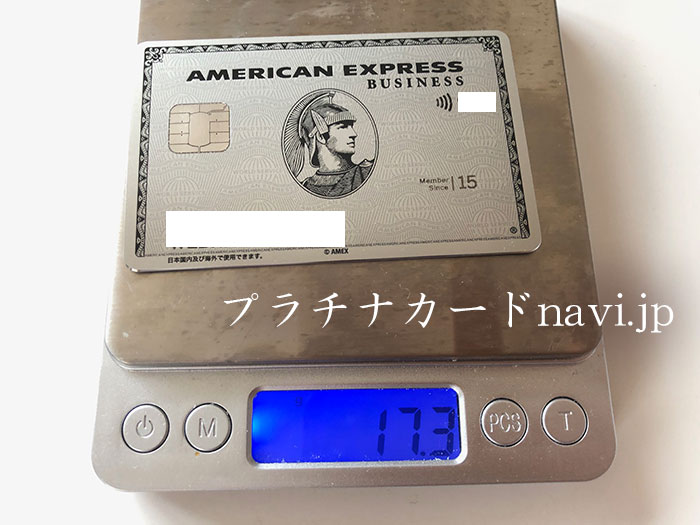 AMERICAN EXPRESS
BUSINESS
Member
Since 15
© AMEX
日本国内及び海外で使用できます。
®
プラチナカードnavi.jp
M
17.3
PCS
T